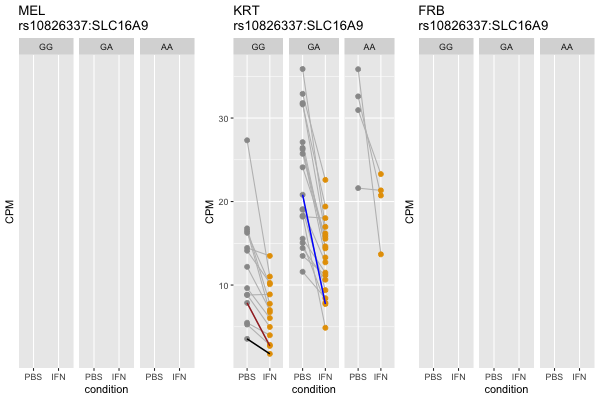 MEL
rs10826337:SLC16A9
GG GA AA
CPM
PBS IFN PBS IFN PBS IFN
condition
KRT
rs10826337:SLC16A9
GG GA AA
CPM
30
20
10
PBS IFN PBS IFN PBS IFN
condition
FRB
rs10826337:SLC16A9
GG GA AA
CPM
PBS IFN PBS IFN PBS IFN
condition